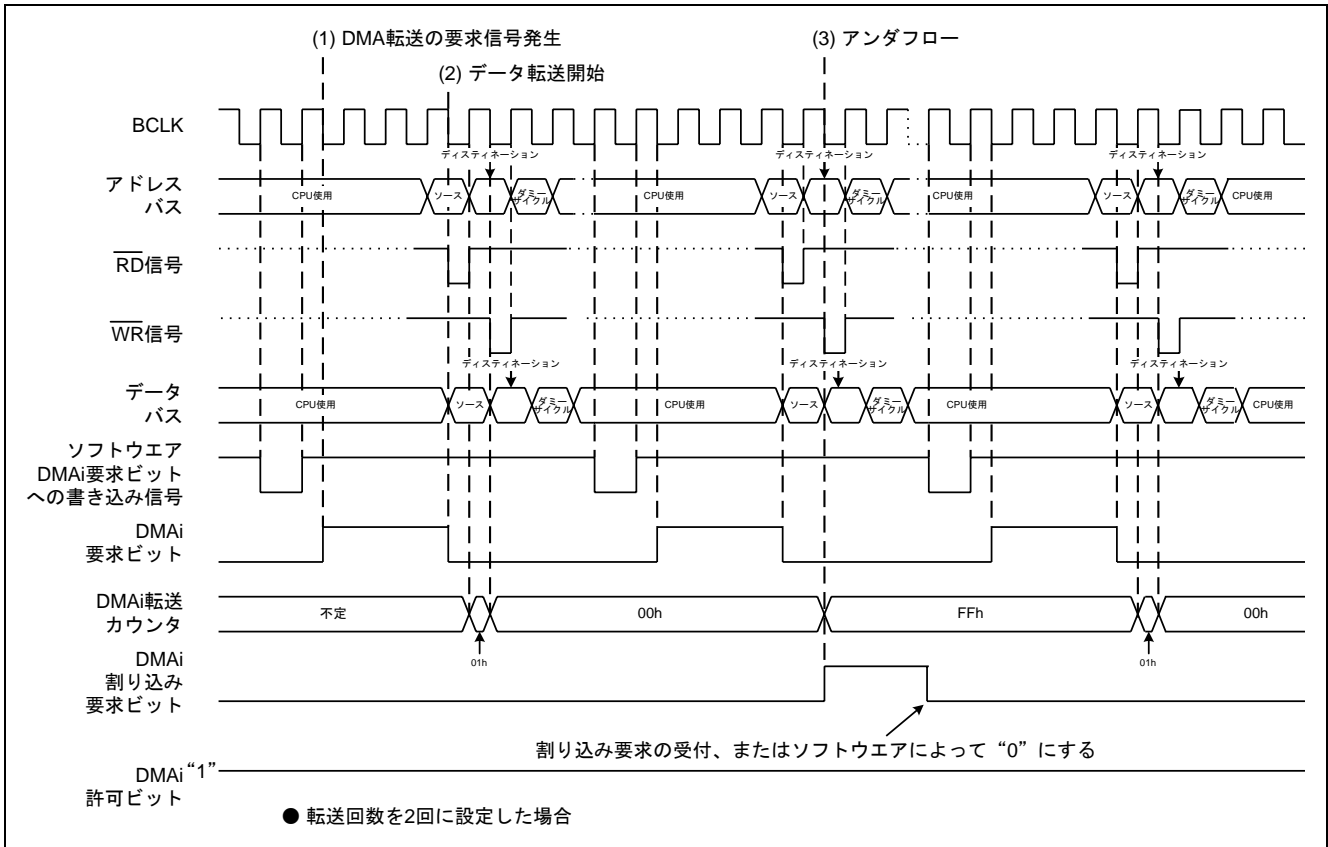 (1) DMA転送の要求信号発生
(3) アンダフロー
(2) データ転送開始
BCLK
ディスティネーション
ディスティネーション
ディスティネーション
アドレス
バス
CPU使用
ソース
ダミー
サイクル
CPU使用
ソース
ダミー
サイクル
CPU使用
ソース
ダミー
サイクル
CPU使用
RD信号
WR信号
ディスティネーション
ディスティネーション
ディスティネーション
データ
バス
CPU使用
ソース
ダミー
サイクル
CPU使用
ソース
ダミー
サイクル
CPU使用
ソース
ダミー
サイクル
CPU使用
ソフトウエア
DMAi要求ビット
への書き込み信号
DMAi
要求ビット
DMAi転送
カウンタ
不定
00h
FFh
00h
01h
01h
DMAi
割り込み
要求ビット
割り込み要求の受付、またはソフトウエアによって“0”にする
DMAi “1”
許可ビット
● 転送回数を2回に設定した場合